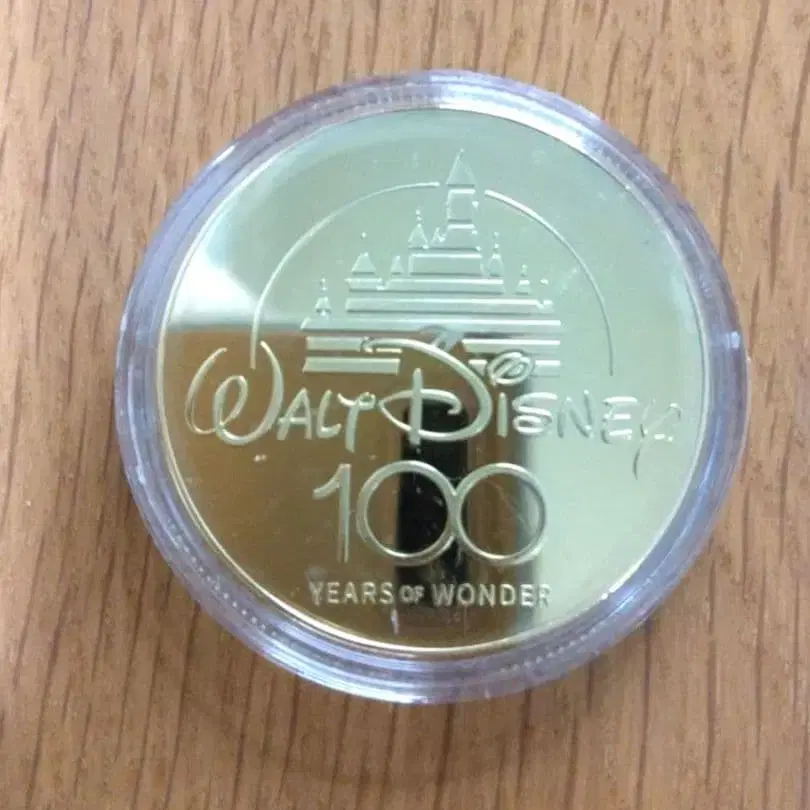 WALT DISNEY
100
YEARS OF WONDER